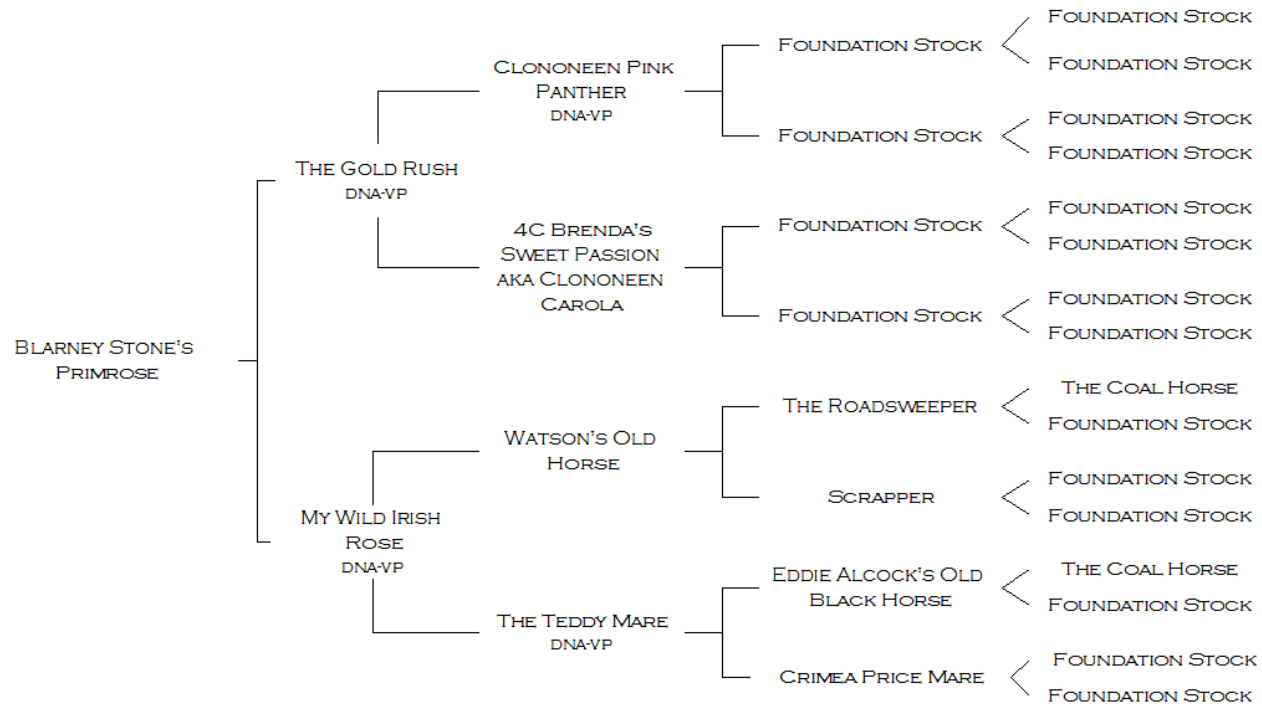 Blarney Stone's
Primrose
The Gold Rush
DNA-VP
My Wild Irish
Rose
DNA-VP
Clononeen Pink
Panther
DNA-VP
4C Brenda's
Sweet Passion
aka Clononeen
Carola
Watson's Old
Horse
The Teddy Mare
DNA-VP
Foundation Stock
Foundation Stock
Foundation Stock
Foundation Stock
The Roadsweeper
Scrapper
Eddie Alcock's Old
Black Horse
Crimea Price Mare
Foundation Stock
Foundation Stock
Foundation Stock
Foundation Stock
Foundation Stock
Foundation Stock
Foundation Stock
Foundation Stock
The Coal Horse
Foundation Stock
Foundation Stock
Foundation Stock
The Coal Horse
Foundation Stock
Foundation Stock
Foundation Stock